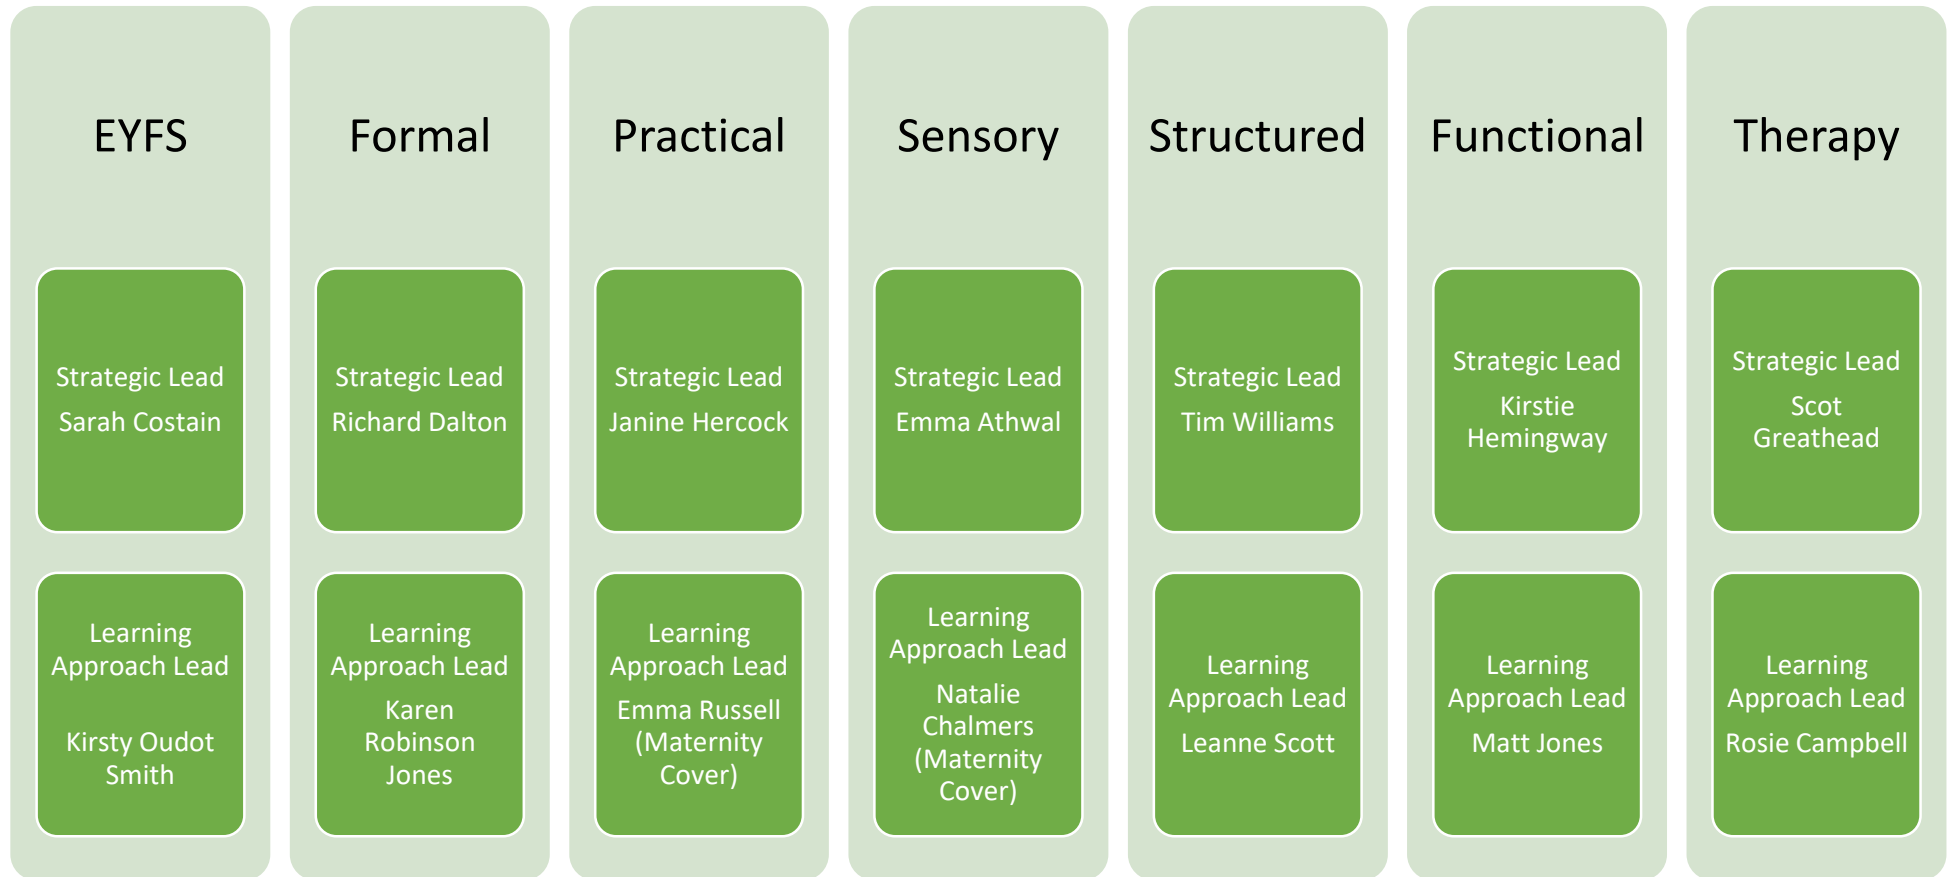 EYFS
Strategic Lead
Sarah Costain
Learning
Approach Lead
Kirsty Oudot
Smith
Formal
Strategic Lead
Richard Dalton
Learning
Approach Lead
Karen
Robinson
Jones
Practical
Strategic Lead
Janine Hercock
Learning
Approach Lead
Emma Russell
(Maternity
Cover)
Sensory
Strategic Lead
Emma Athwal
Learning
Approach Lead
Natalie
Chalmers
(Maternity
Cover)
Structured
Strategic Lead
Tim Williams
Learning
Approach Lead
Leanne Scott
Functional
Strategic Lead
Kirstie
Hemingway
Learning
Approach Lead
Matt Jones
Therapy
Strategic Lead
Scot
Greathead
Learning
Approach Lead
Rosie Campbell